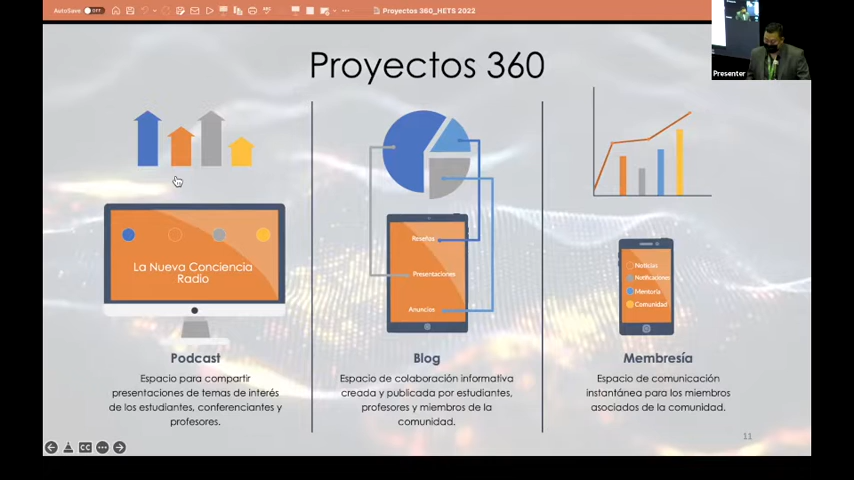 AutoSave OFF
Proyectos 360_HETS 2022
Presenter
Proyectos 360
La Nueva Conciencia
Radio
Podcast
Espacio para compartir
presentaciones de temas de interés
de los estudiantes, conferenciantes y
profesores.
Reseñas
Presentaciones
Anuncios
Blog
Espacio de colaboración informativa
creada y publicada por estudiantes,
profesores y miembros de la
comunidad.
Noticias
Notificaciones
Mentoría
Comunidad
Membresía
Espacio de comunicación
instantánea para los miembros
asociados de la comunidad.
11
CC